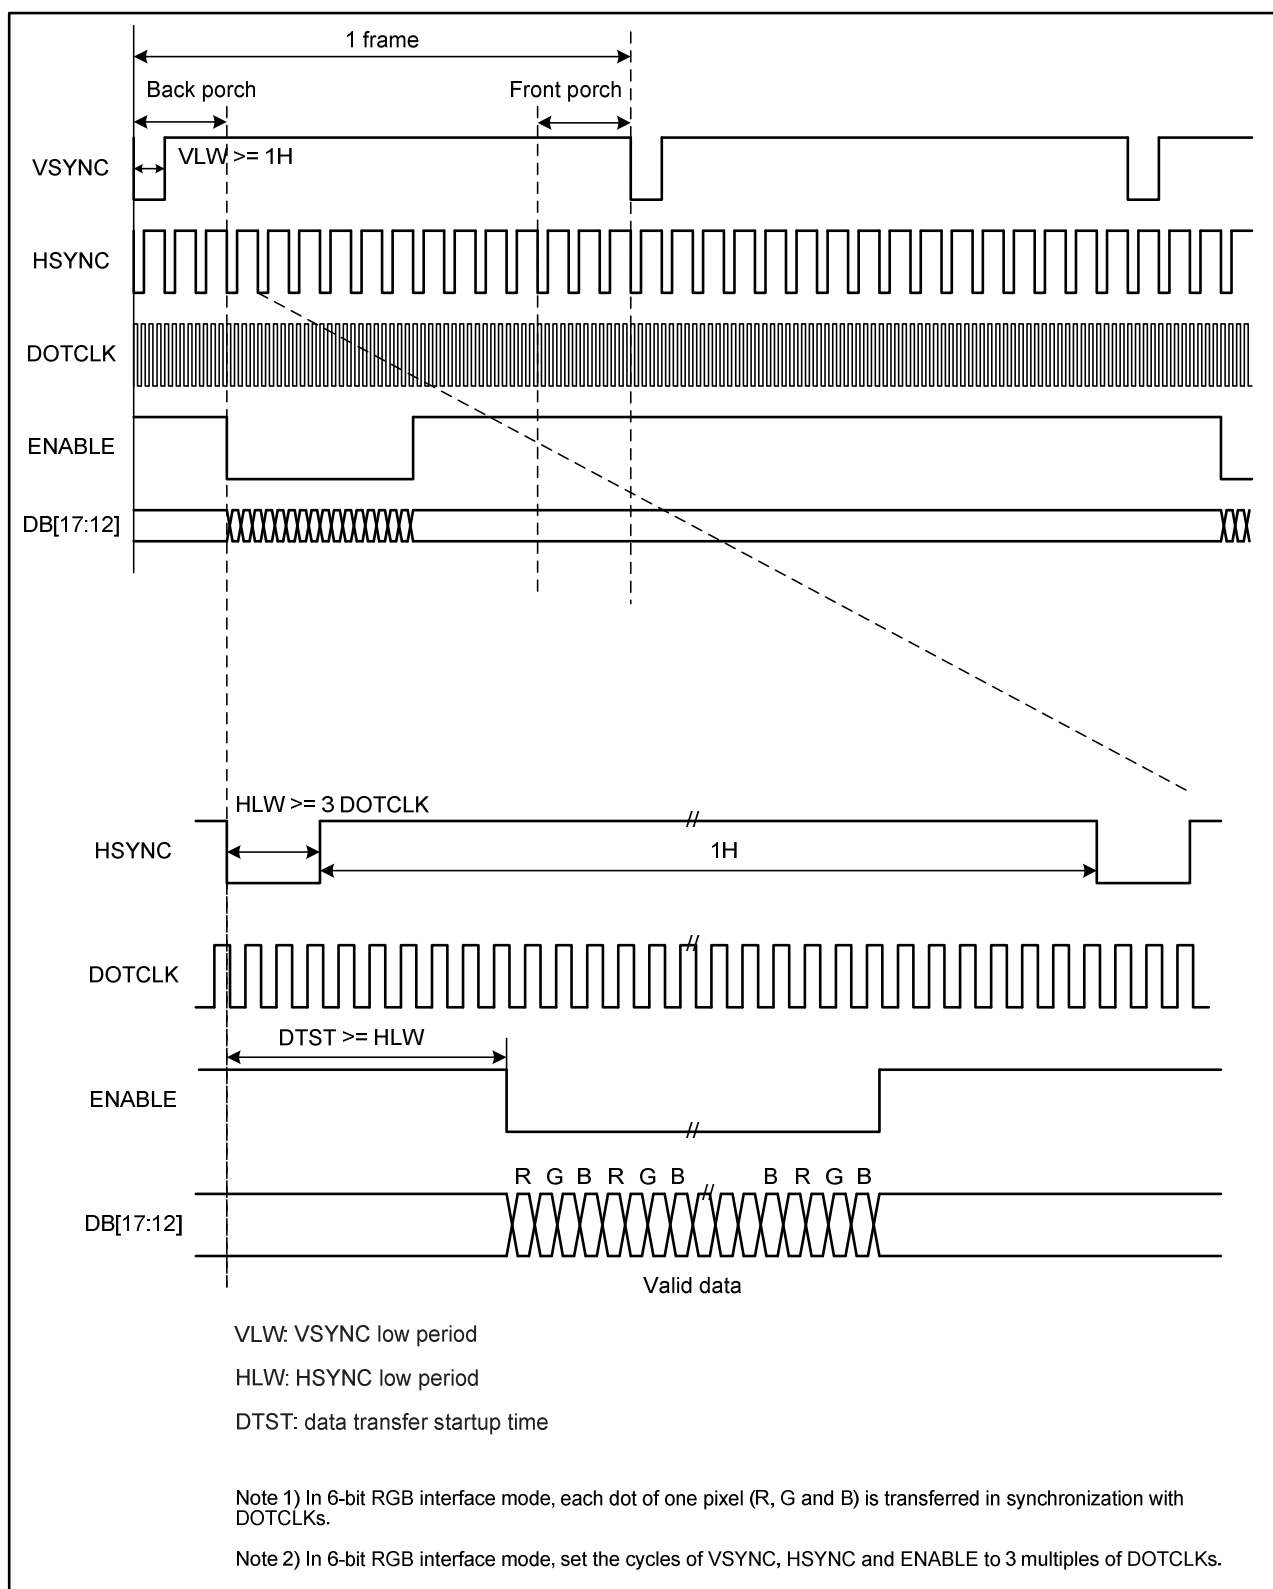 1 frame
Back porch
Front porch
VLW >= 1H
VSYNC
HSYNC
DOTCLK
ENABLE
DB[17:12]
HLW >= 3 DOTCLK
//
HSYNC
1H
//
DOTCLK
DTST >= HLW
ENABLE
//
R G B R G B B R G B
//
DB[17:12]
Valid data
VLW: VSYNC low period
HLW: HSYNC low period
DTST: data transfer startup time
Note 1) In 6-bit RGB interface mode, each dot of one pixel (R, G and B) is transferred in synchronization with
DOTCLKs.
Note 2) In 6-bit RGB interface mode, set the cycles of VSYNC, HSYNC and ENABLE to 3 multiples of DOTCLKs.